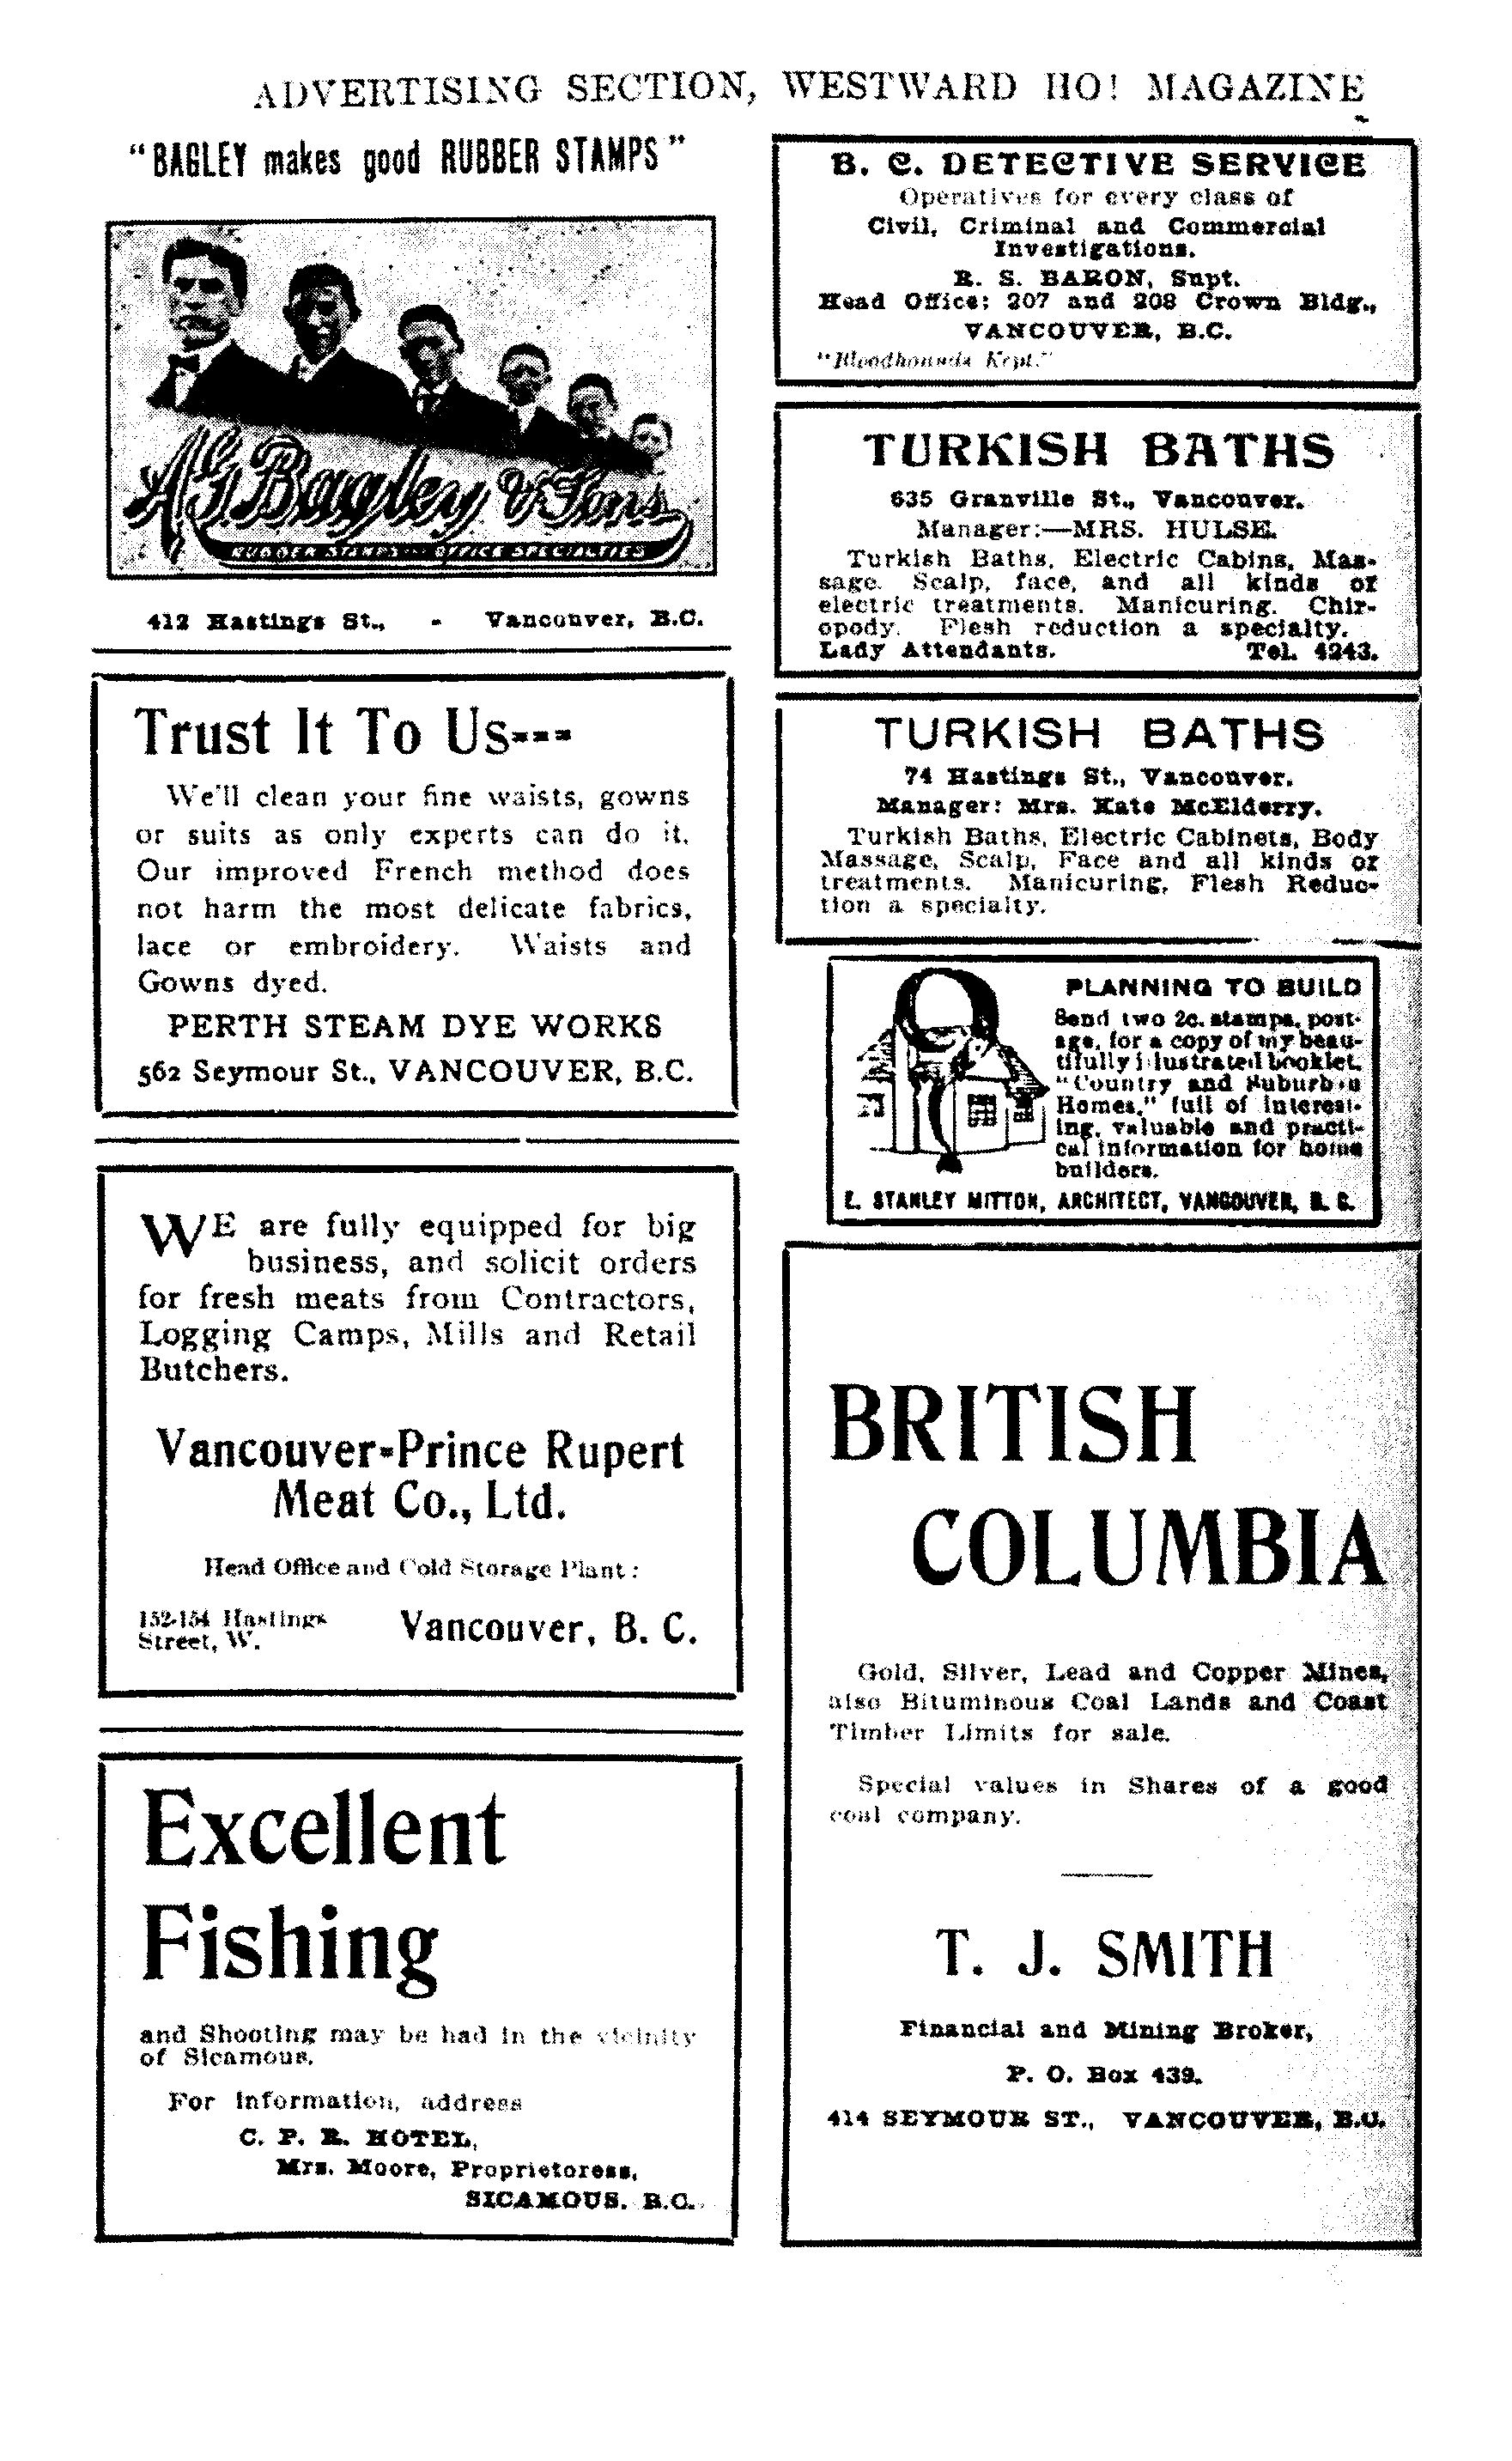 ADVERTISING SECTION, WESTWARD HO! MAGAZINE
"BAGLEY makes good RUBBER STAMPS"
A.G. Bagley & Sons
RUBBER STAMPS OFFICE SPECIALTIES
412 Hastings St., - Vancouver, B.C.
Trust It To Us---
We'll clean your fine waists, gowns
or suits as only experts can do it.
Our improved French method does
not harm the most delicate fabrics,
lace or embroidery. Waists and
Gowns dyed.
PERTH STEAM DYE WORKS
562 Seymour St., VANCOUVER, B.C.
WE are fully equipped for big
business, and solicit orders
for fresh meats from Contractors,
Logging Camps, Mills and Retail
Butchers.
Vancouver-Prince Rupert
Meat Co., Ltd.
Head Office and Cold Storage Plant:
152-154 Hastings
Street, W.
Vancouver, B. C.
Excellent
Fishing
and Shooting may be had in the vicinity
of Sicamous.
For information, address
C. P. R. HOTEL,
Mrs. Moore, Proprietoress,
SICAMOUS, B.C.
B. C. DETECTIVE SERVICE
Operatives for every class of
Civil, Criminal and Commercial
Investigations.
R. S. BARON, Supt.
Head Office: 207 and 208 Crown Bldg.,
VANCOUVER, B.C.
"Bloodhounds Kept."
TURKISH BATHS
635 Granville St., Vancouver.
Manager:—MRS. HULSE.
Turkish Baths, Electric Cabins, Mas-
sage. Scalp, face, and all kinds of
electric treatments. Manicuring. Chir-
opody. Flesh reduction a specialty.
Lady Attendants. Tel. 4243.
TURKISH BATHS
74 Hastings St., Vancouver.
Manager: Mrs. Kate McElderry.
Turkish Baths, Electric Cabinets, Body
Massage, Scalp, Face and all kinds of
treatments. Manicuring, Flesh Reduc-
tion a specialty.
PLANNING TO BUILD
Send two 2c. stamps, post-
age, for a copy of my beau-
tifully illustrated booklet.
"Country and Suburban
Homes," full of interest-
ing, valuable and practi-
cal information for home
builders.
E. STANLEY MITTON, ARCHITECT, VANCOUVER, B. C.
BRITISH
COLUMBIA
Gold, Silver, Lead and Copper Mines,
also Bituminous Coal Lands and Coast
Timber Limits for sale.
Special values in Shares of a good
coal company.
T. J. SMITH
Financial and Mining Broker,
P. O. Box 439.
414 SEYMOUR ST., VANCOUVER, B.C.